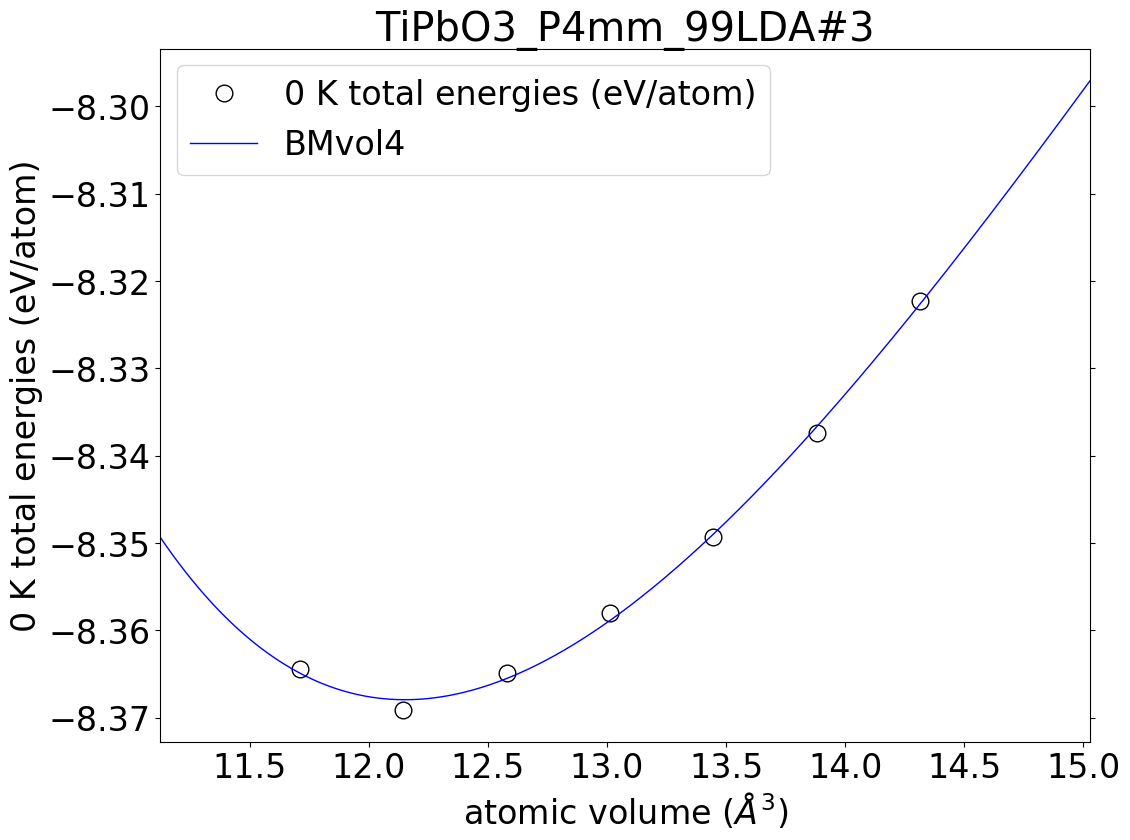 TiPbO3_P4mm_99LDA#3
0 K total energies (eV/atom)
BMvol4
0 K total energies (eV/atom)
−8.30
−8.31
−8.32
−8.33
−8.34
−8.35
−8.36
−8.37
11.5 12.0 12.5 13.0 13.5 14.0 14.5 15.0
atomic volume (Å³)